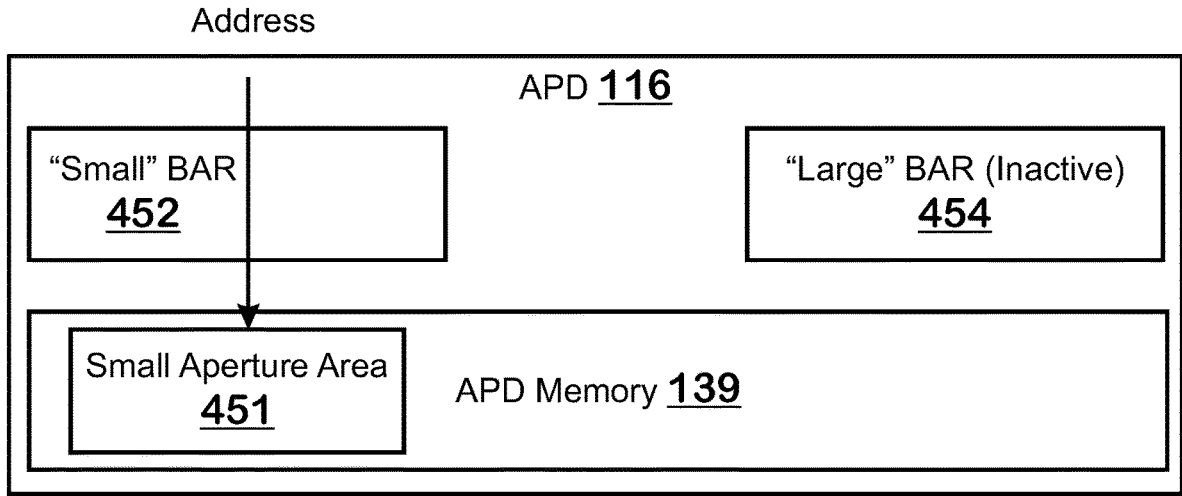 Address
APD 116
“Small” BAR
452
“Large” BAR (Inactive)
454
Small Aperture Area
451
APD Memory 139